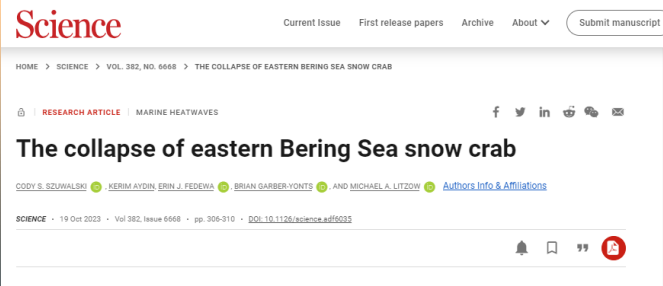 Science
Current Issue First release papers Archive About Submit manuscript
HOME > SCIENCE > VOL. 382, NO. 6668 > THE COLLAPSE OF EASTERN BERING SEA SNOW CRAB
RESEARCH ARTICLE | MARINE HEATWAVES
The collapse of eastern Bering Sea snow crab
CODY S. SZUWALSKI , KERIM AYDIN, ERIN J. FEDEWA , BRIAN GARBER-YONTS , AND MICHAEL A. LITZOW Authors Info & Affiliations
SCIENCE • 19 Oct 2023 • Vol 382, Issue 6668 • pp. 306-310 • DOI: 10.1126/science.adf6035